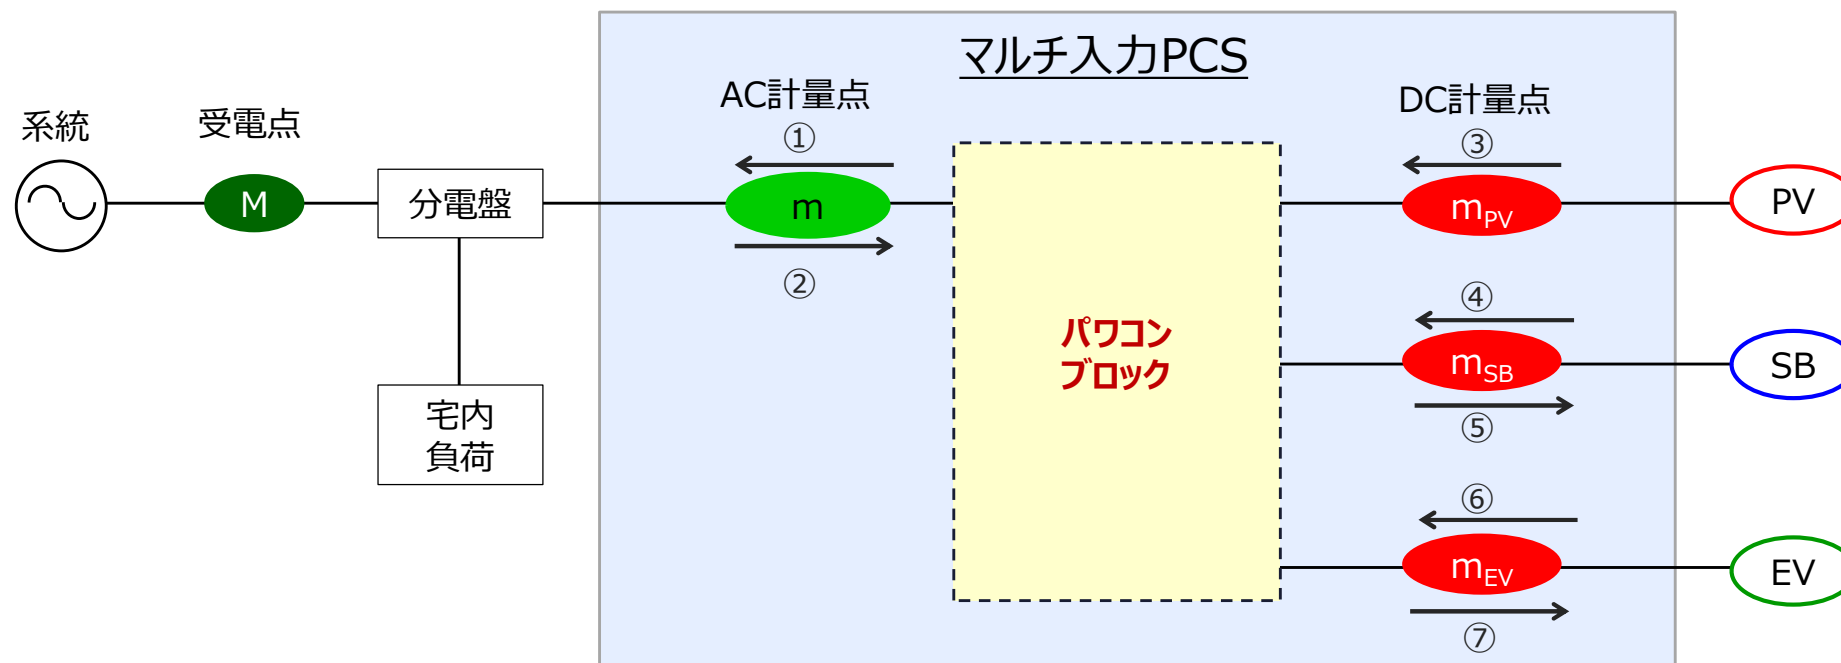 マルチ入力PCS
系統
受電点
AC計量点
DC計量点
①
③
M
分電盤
m
mPV
PV
②
④
パワコン
ブロック
mSB
SB
⑤
宅内
負荷
⑥
mEV
EV
⑦